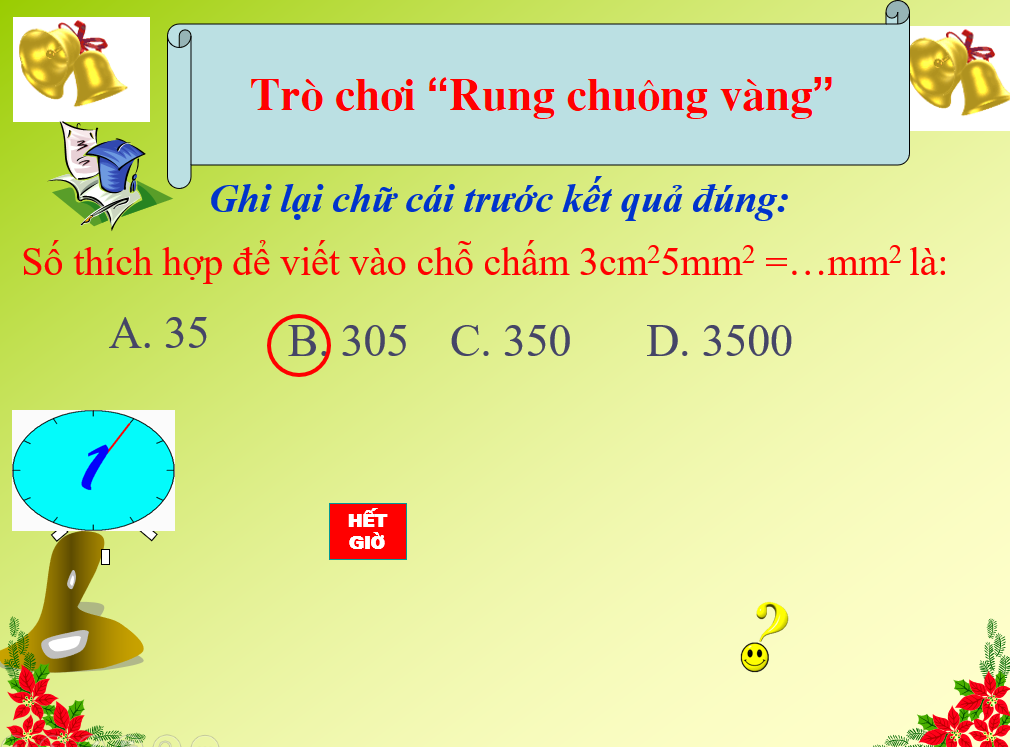 Trò chơi “Rung chuông vàng”
Ghi lại chữ cái trước kết quả đúng:
Số thích hợp để viết vào chỗ chấm 3cm²5mm² =…mm² là:
A. 35 B. 305 C. 350 D. 3500
1
HẾT
GIỜ
?